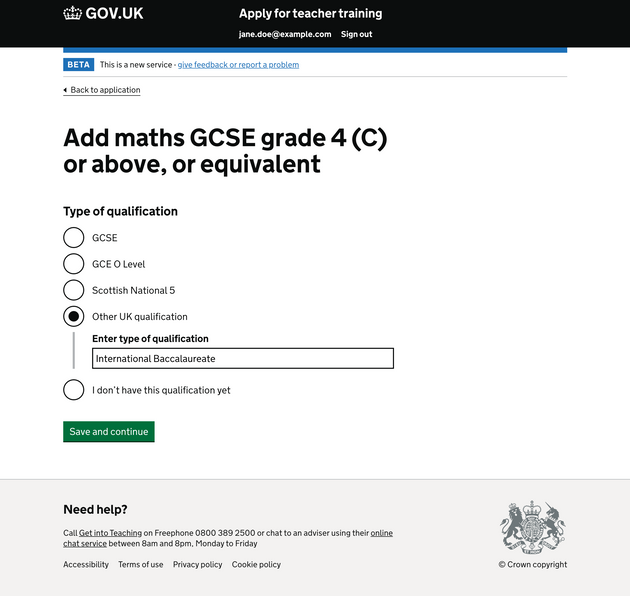 GOV.UK
Apply for teacher training
jane.doe@example.com Sign out
BETA This is a new service - give feedback or report a problem
Back to application
Add maths GCSE grade 4 (C)
or above, or equivalent
Type of qualification
GCSE
GCE O Level
Scottish National 5
Other UK qualification
Enter type of qualification
International Baccalaureate
I don't have this qualification yet
Save and continue
Need help?
Call Get into Teaching on Freephone 0800 389 2500 or chat to an adviser using their online
chat service between 8am and 8pm, Monday to Friday
Accessibility Terms of use Privacy policy Cookie policy
© Crown copyright